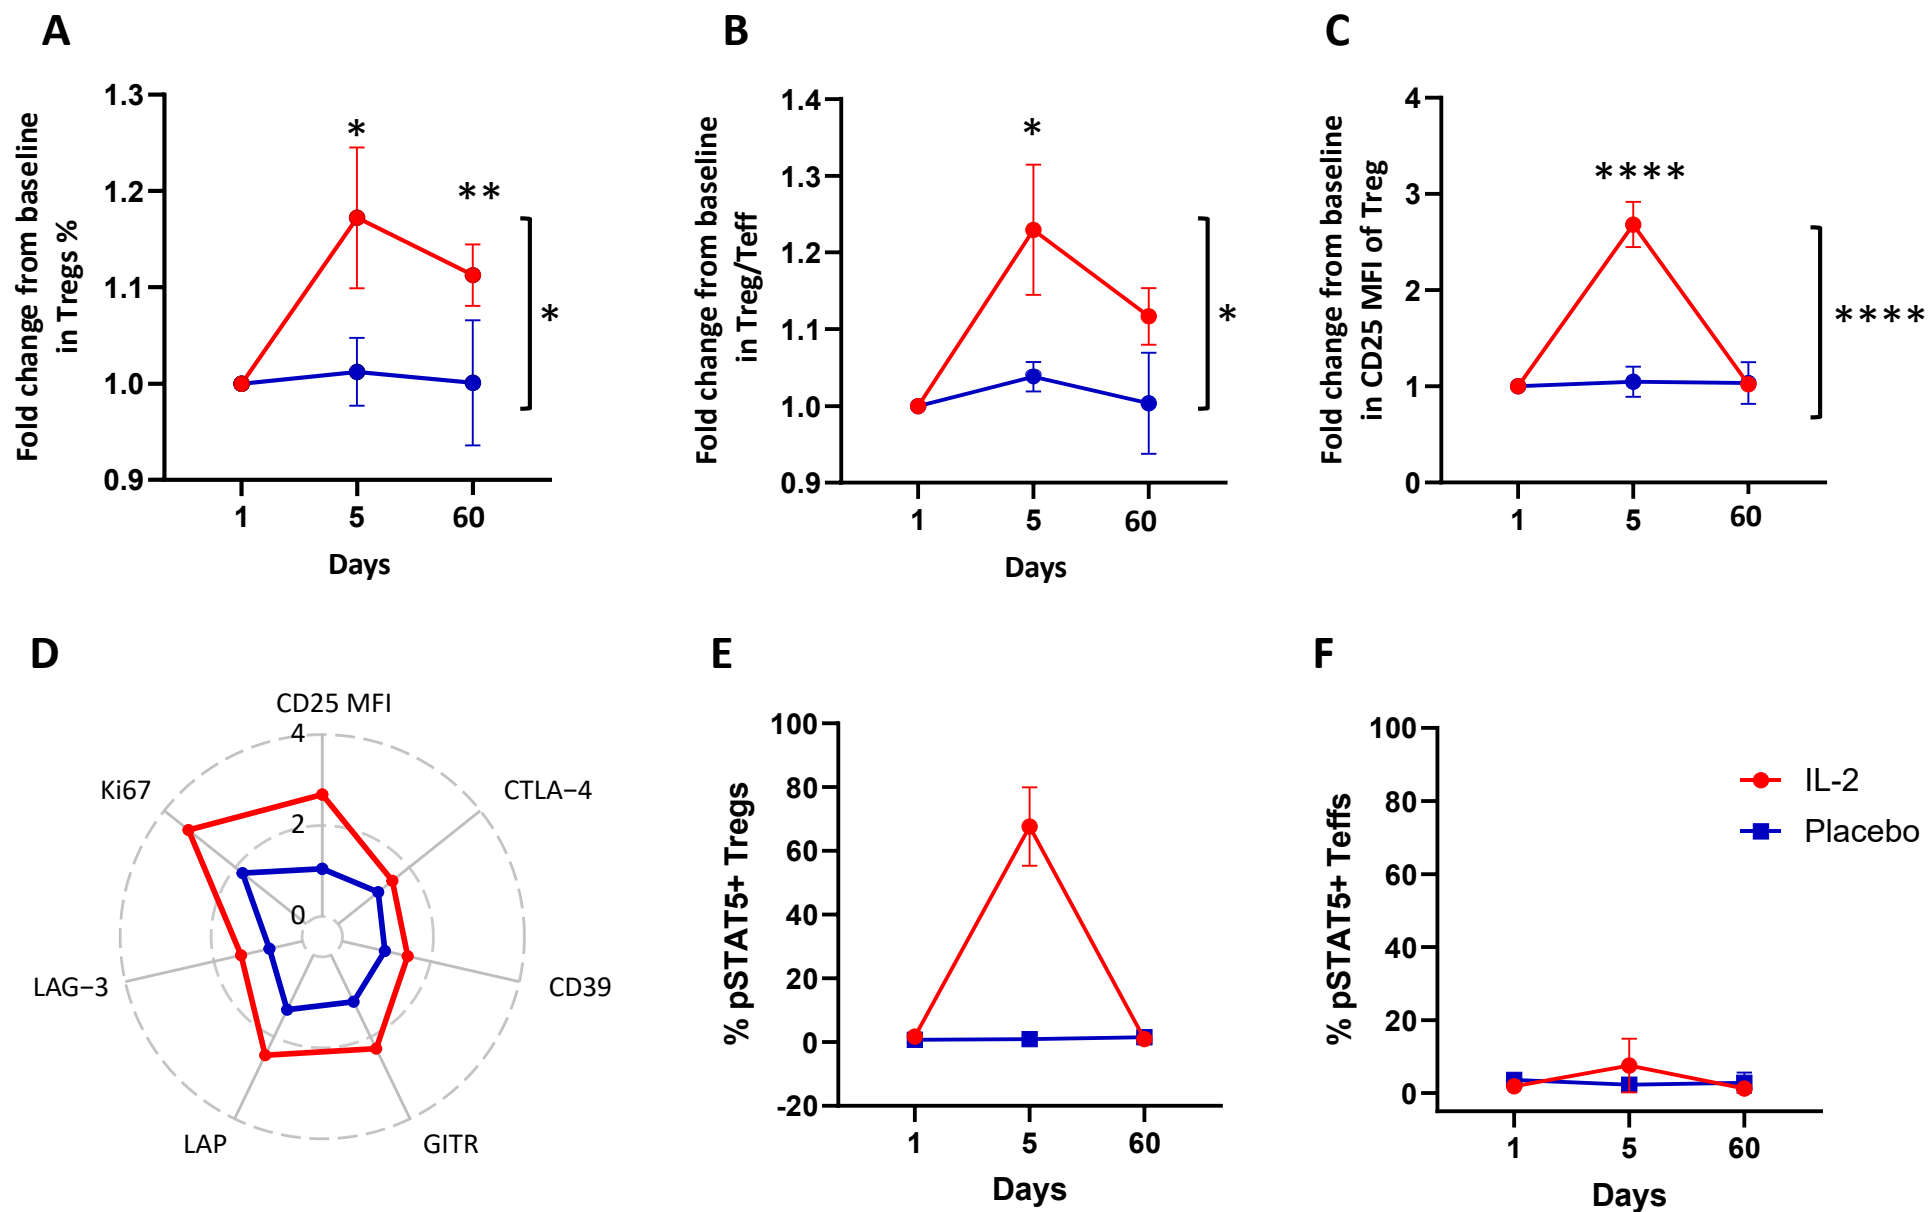 A
Fold change from baseline
in Tregs %
1.3
1.2
1.1
1.0
0.9
*
**
*
1
5
60
Days
B
Fold change from baseline
in Treg/Teff
1.4
1.3
1.2
1.1
1.0
0.9
*
*
1
5
60
Days
C
Fold change from baseline
in CD25 MFI of Treg
4
3
2
1
0
****
****
1
5
60
D
CD25 MFI
4
2
0
Ki67
CTLA−4
LAG−3
CD39
LAP
GITR
E
% pSTAT5+ Tregs
100
80
60
40
20
0
-20
1
5
60
Days
F
% pSTAT5+ Teffs
100
80
60
40
20
0
1
5
60
Days
IL-2
Placebo